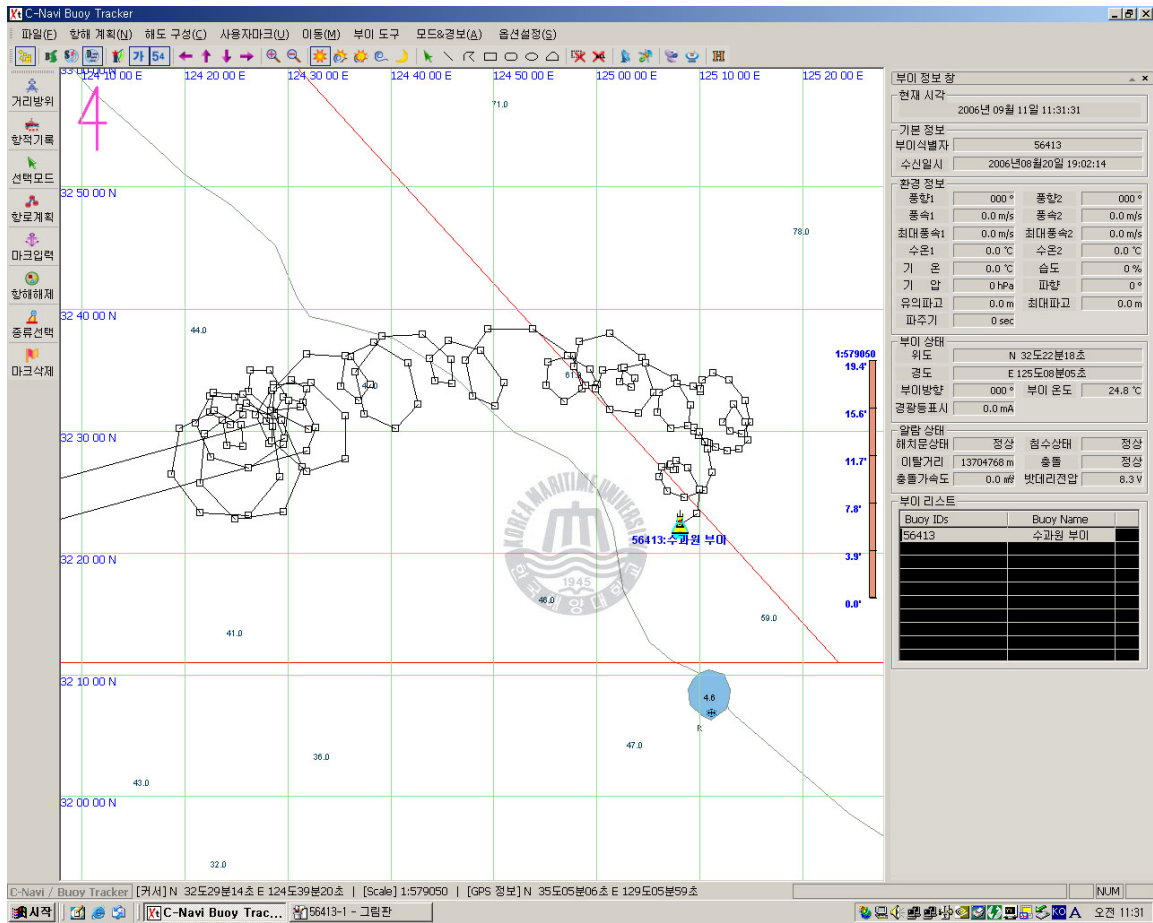 C-Navi Buoy Tracker
파일(F) 항해 계획(N) 해도 구성(C) 사용자마크(U) 이동(M) 부이 도구 모드&경보(A) 옵션설정(S)
가 54
거리방위
항적기록
선택모드
항로계획
마크입력
항해해제
종류선택
마크삭제
33 00 00 N
124 10 00 E 124 20 00 E 124 30 00 E 124 40 00 E 124 50 00 E 125 00 00 E 125 10 00 E 125 20 00 E
4
71.0
32 50 00 N
78.0
32 40 00 N
44.0
1:579050
19.4'
15.6'
32 30 00 N
11.7'
7.8'
KOREA MARITIME UNIVERSITY
1945
한국해양대학교
56413:수과원 부이
32 20 00 N
3.9'
46.0
0.0'
59.0
41.0
32 10 00 N
4.6
R
47.0
36.0
43.0
32 00 00 N
32.0
부이 정보 창
현재 시각
2006년 09월 11일 11:31:31
기본 정보
부이식별자 56413
수신일시 2006년08월20일 19:02:14
환경 정보
풍향1 000 º 풍향2 000 º
풍속1 0.0 m/s 풍속2 0.0 m/s
최대풍속1 0.0 m/s 최대풍속2 0.0 m/s
수온1 0.0 ℃ 수온2 0.0 ℃
기 온 0.0 ℃ 습도 0 %
기 압 0 hPa 파향 0 º
유의파고 0.0 m 최대파고 0.0 m
파주기 0 sec
부이 상태
위도 N 32도22분18초
경도 E 125도08분05초
부이방향 000 º 부이 온도 24.8 ℃
경광등표시 0.0 mA
알람 상태
해치문상태 정상 침수상태 정상
이탈거리 13704768 m 충돌 정상
충돌가속도 0.0 ㎨ 밧데리전압 8.3 V
부이 리스트
Buoy IDs Buoy Name
56413 수과원 부이
C-Navi / Buoy Tracker [커서] N 32도29분14초 E 124도39분20초 | [Scale] 1:579050 | [GPS 정보] N 35도05분06초 E 129도05분59초 NUM
시작 C-Navi Buoy Trac... 56413-1 - 그림판 KO A 오전 11:31